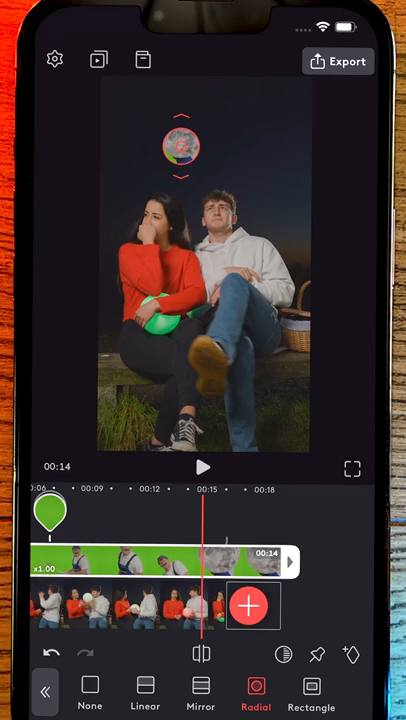 Export
00:14
0:06
00:09
00:12
00:15
00:18
00:14
x1.00
None
Linear
Mirror
Radial
Rectangle